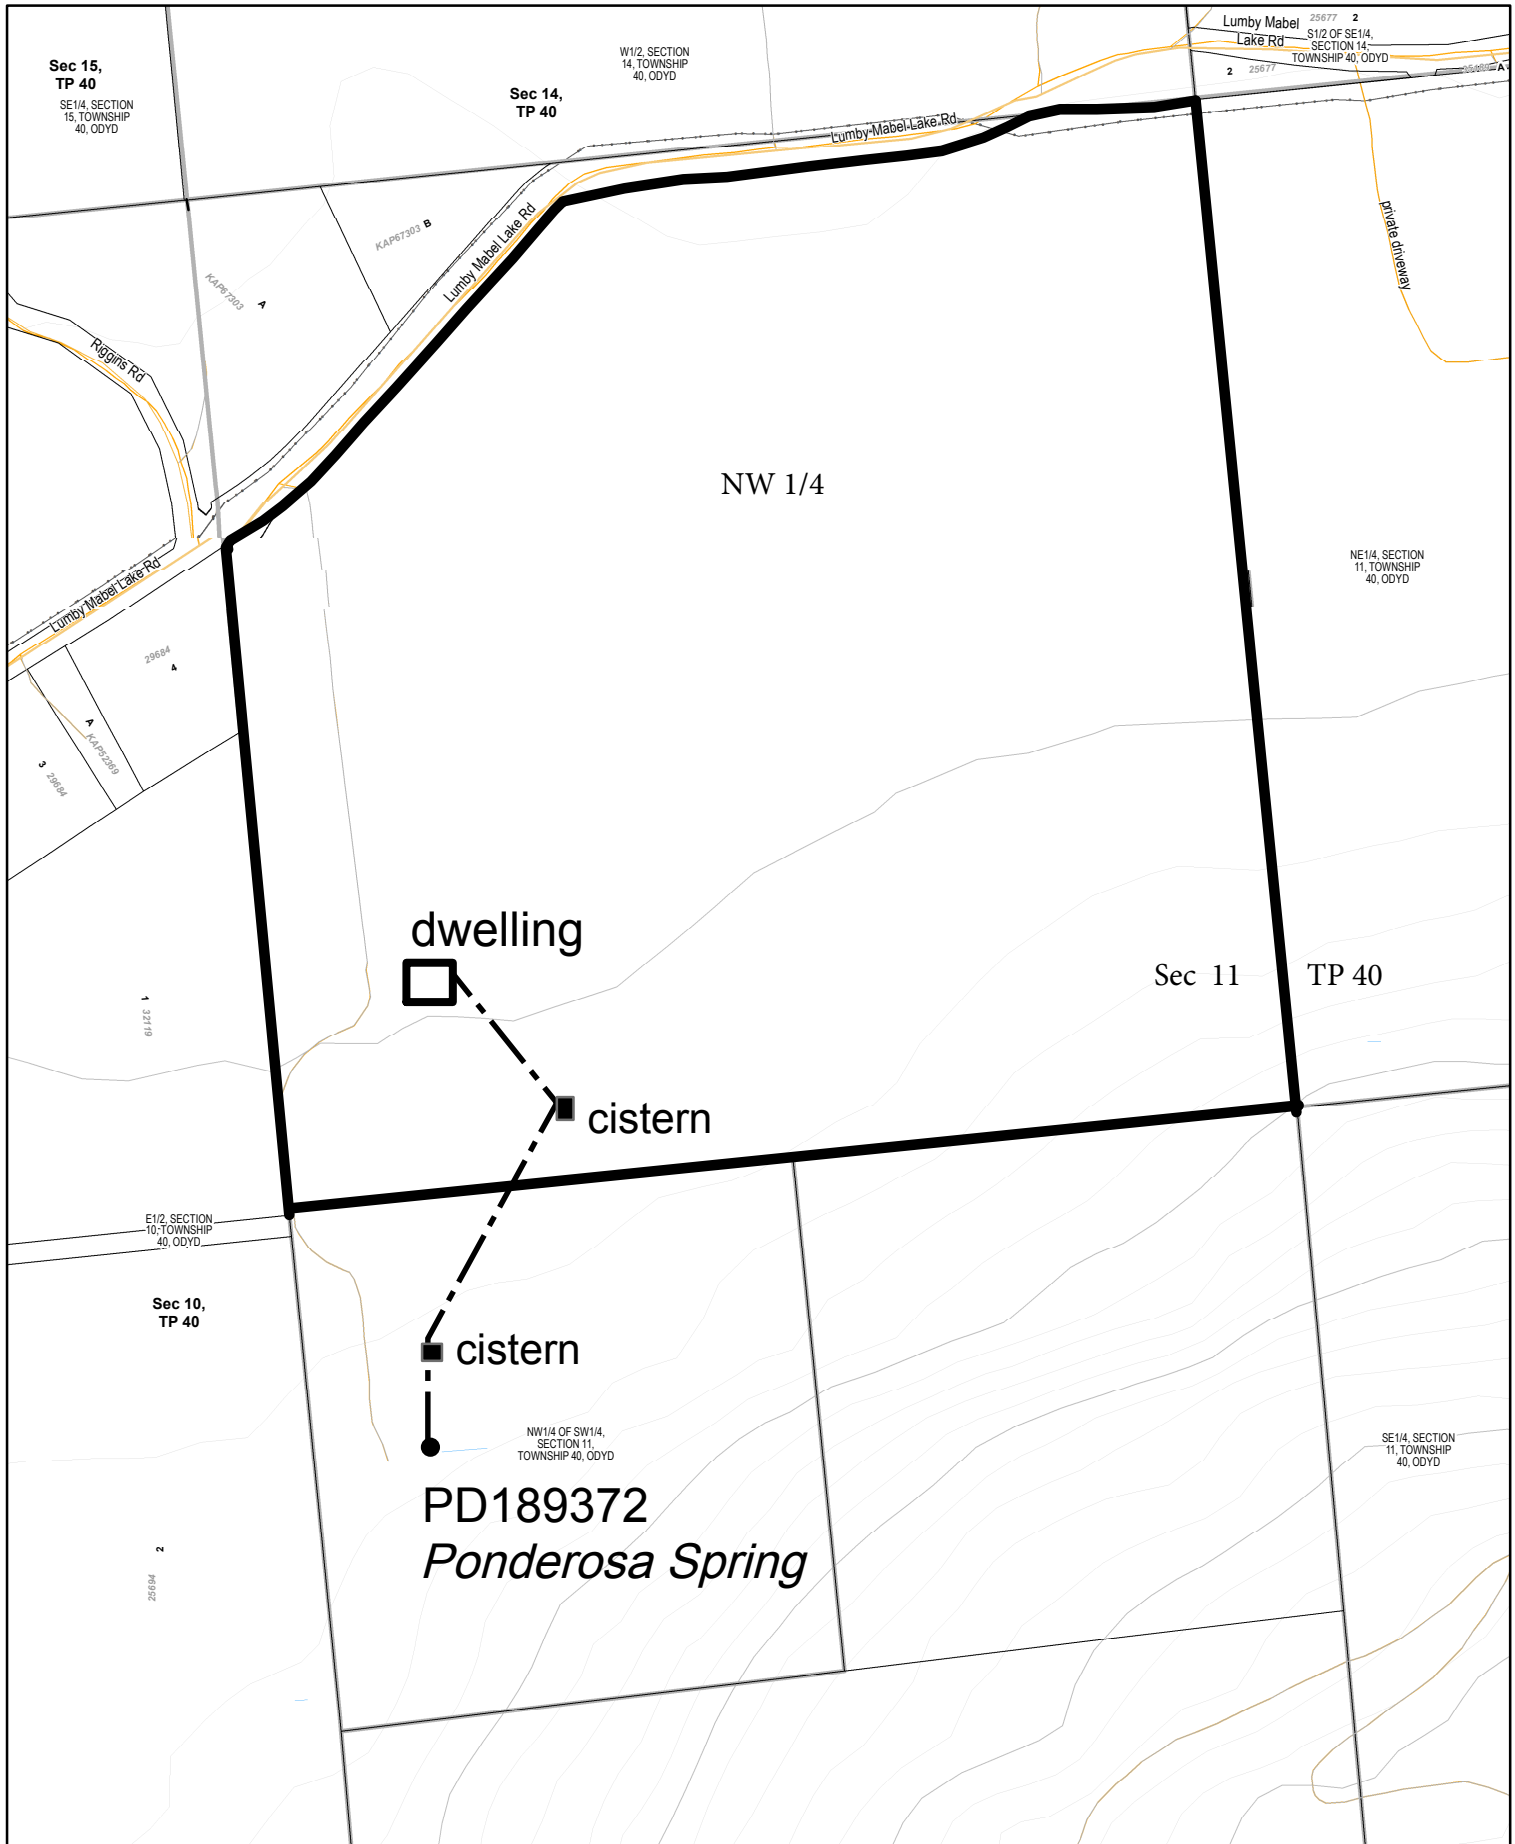 Sec 15,
TP 40
SE1/4, SECTION
15, TOWNSHIP
40, ODYD
Sec 14,
TP 40
W1/2, SECTION
14, TOWNSHIP
40, ODYD
Lumby Mabel
Lake Rd
25677 2
S1/2 OF SE1/4,
SECTION 14,
TOWNSHIP 40, ODYD
2 25677
A
Lumby Mabel Lake Rd
Lumby Mabel Lake Rd
KAP67303 B
KAP67303 A
Riggins Rd
private driveway
NW 1/4
NE1/4, SECTION
11, TOWNSHIP
40, ODYD
Lumby Mabel Lake Rd
29684
4
A
KAP52369
3 29684
dwelling
Sec 11
TP 40
1 32119
cistern
E1/2, SECTION
10, TOWNSHIP
40, ODYD
Sec 10,
TP 40
cistern
NW1/4 OF SW1/4,
SECTION 11,
TOWNSHIP 40, ODYD
SE1/4, SECTION
11, TOWNSHIP
40, ODYD
PD189372
Ponderosa Spring
2
25694